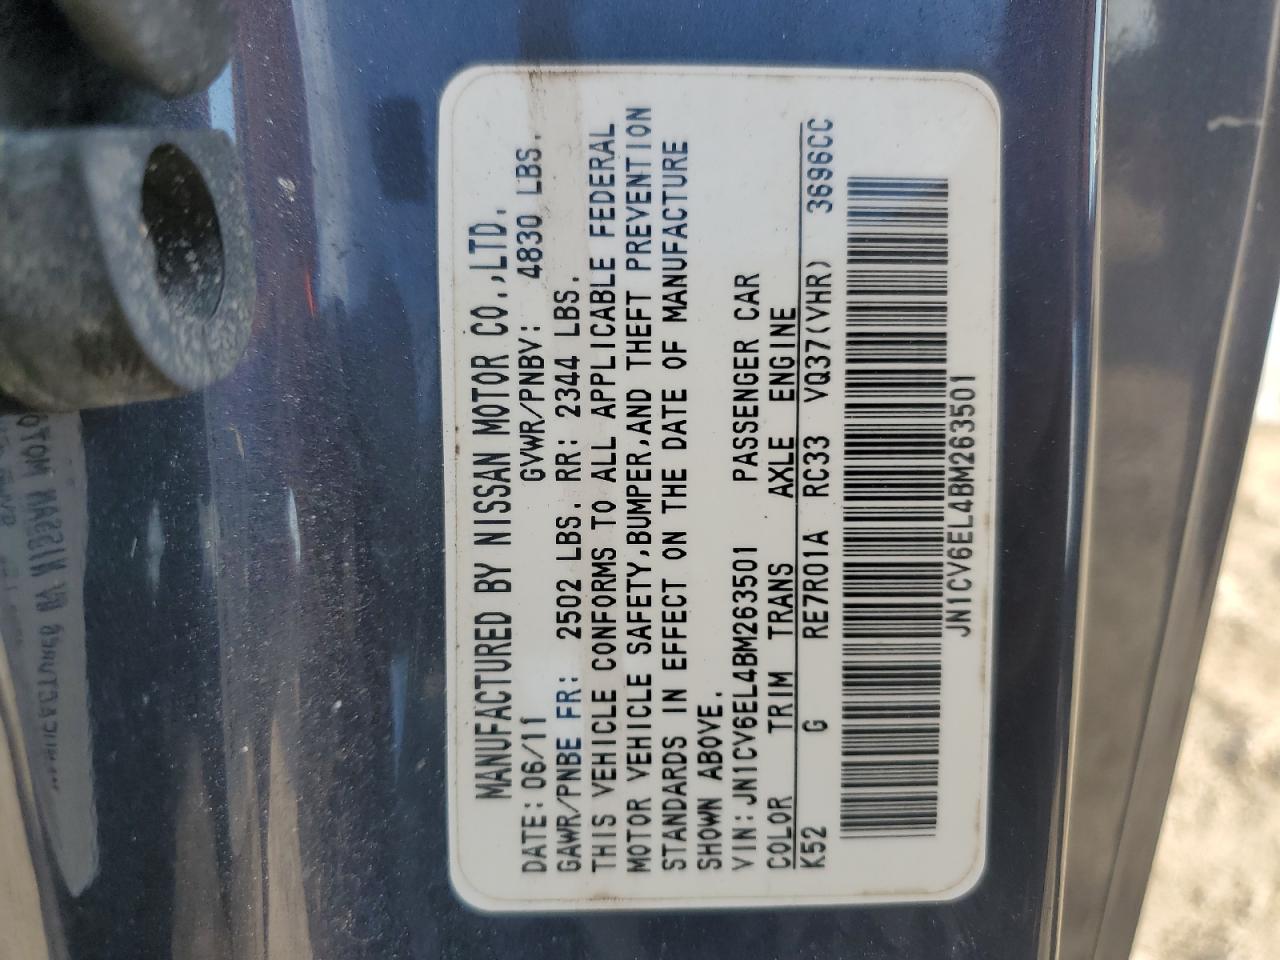 MANUFACTURED BY NISSAN MOTOR CO.,LTD.
DATE: 06/11 GVWR/PNBV: 4830 LBS.
GAWR/PNBE FR: 2502 LBS. RR: 2344 LBS.
THIS VEHICLE CONFORMS TO ALL APPLICABLE FEDERAL
MOTOR VEHICLE SAFETY,BUMPER,AND THEFT PREVENTION
STANDARDS IN EFFECT ON THE DATE OF MANUFACTURE
SHOWN ABOVE.
VIN:JN1CV6EL4BM263501 PASSENGER CAR
COLOR TRIM TRANS AXLE ENGINE
K52 G RE7R01A RC33 VQ37(VHR) 3696CC
JN1CV6EL4BM263501